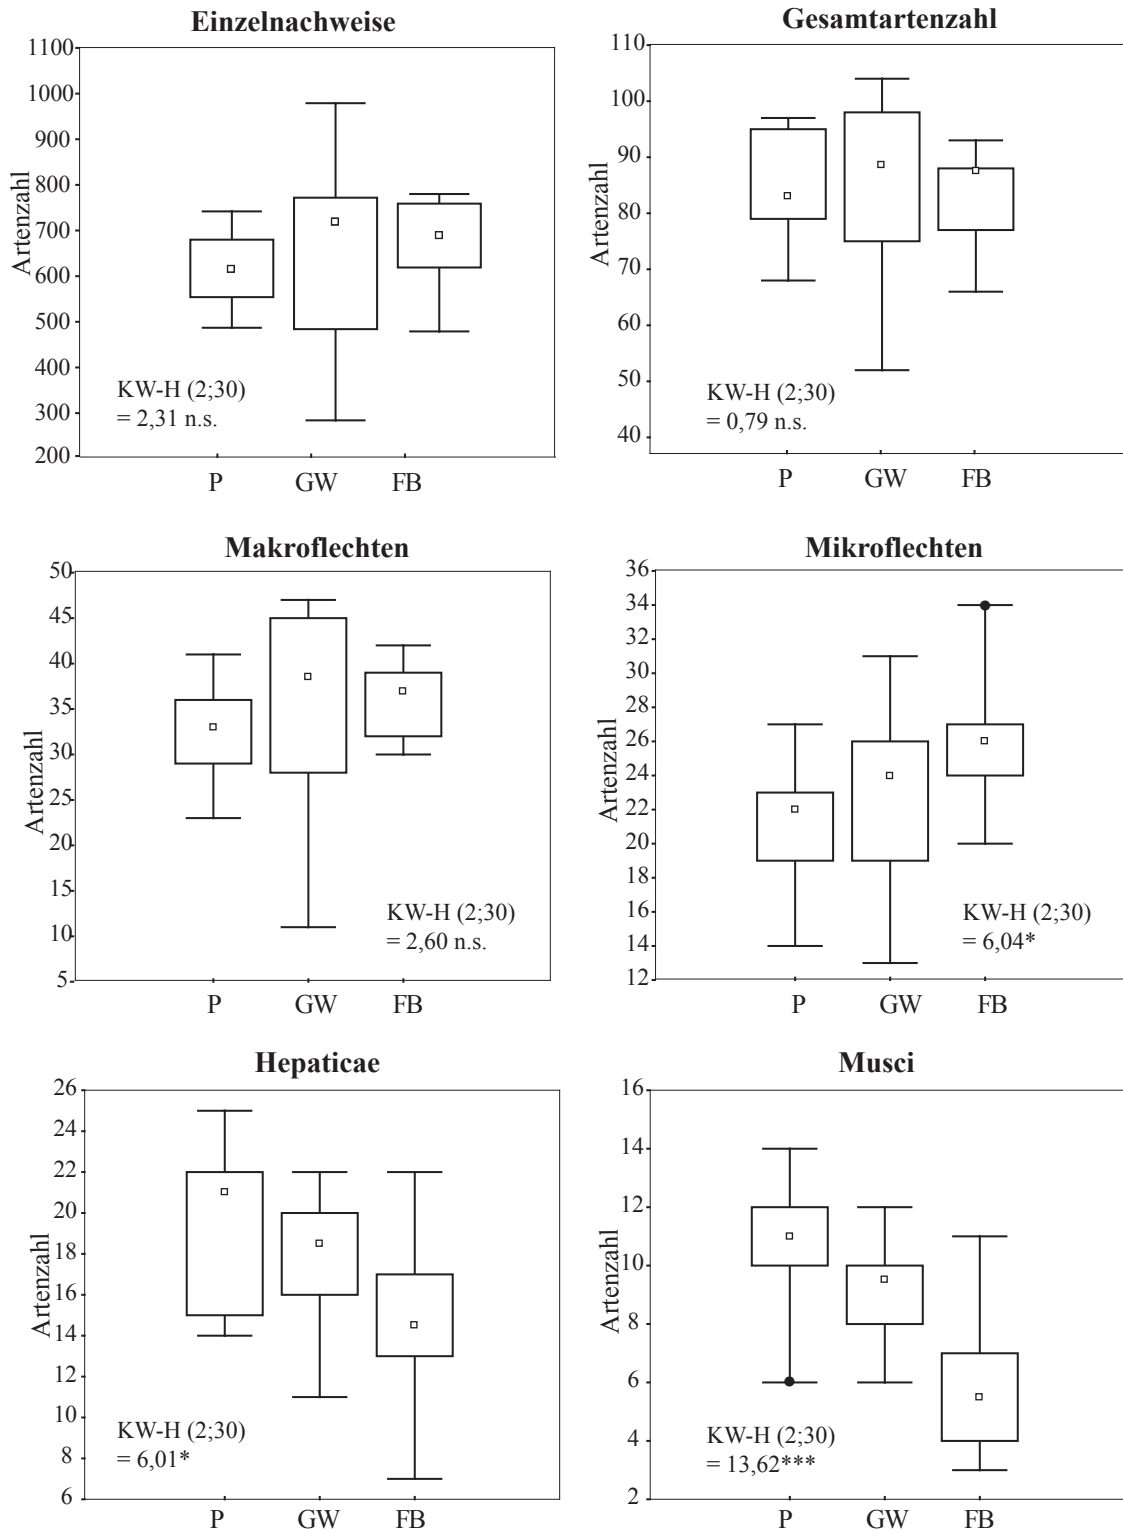 Einzelnachweise
1100
1000
900
800
700
600
500
400
300
200
Artenzahl
KW-H (2;30)
= 2,31 n.s.
P GW FB
Gesamtartenzahl
110
100
90
80
70
60
50
40
Artenzahl
KW-H (2;30)
= 0,79 n.s.
P GW FB
Makroflechten
50
45
40
35
30
25
20
15
10
5
Artenzahl
KW-H (2;30)
= 2,60 n.s.
P GW FB
Mikroflechten
36
34
32
30
28
26
24
22
20
18
16
14
12
Artenzahl
KW-H (2;30)
= 6,04*
P GW FB
Hepaticae
26
24
22
20
18
16
14
12
10
8
6
Artenzahl
KW-H (2;30)
= 6,01*
P GW FB
Musci
16
14
12
10
8
6
4
2
Artenzahl
KW-H (2;30)
= 13,62***
P GW FB